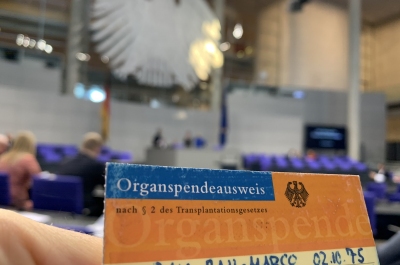 Organspendeausweis
nach § 2 des Transplantationsgesetzes
Organspende
02.10.75